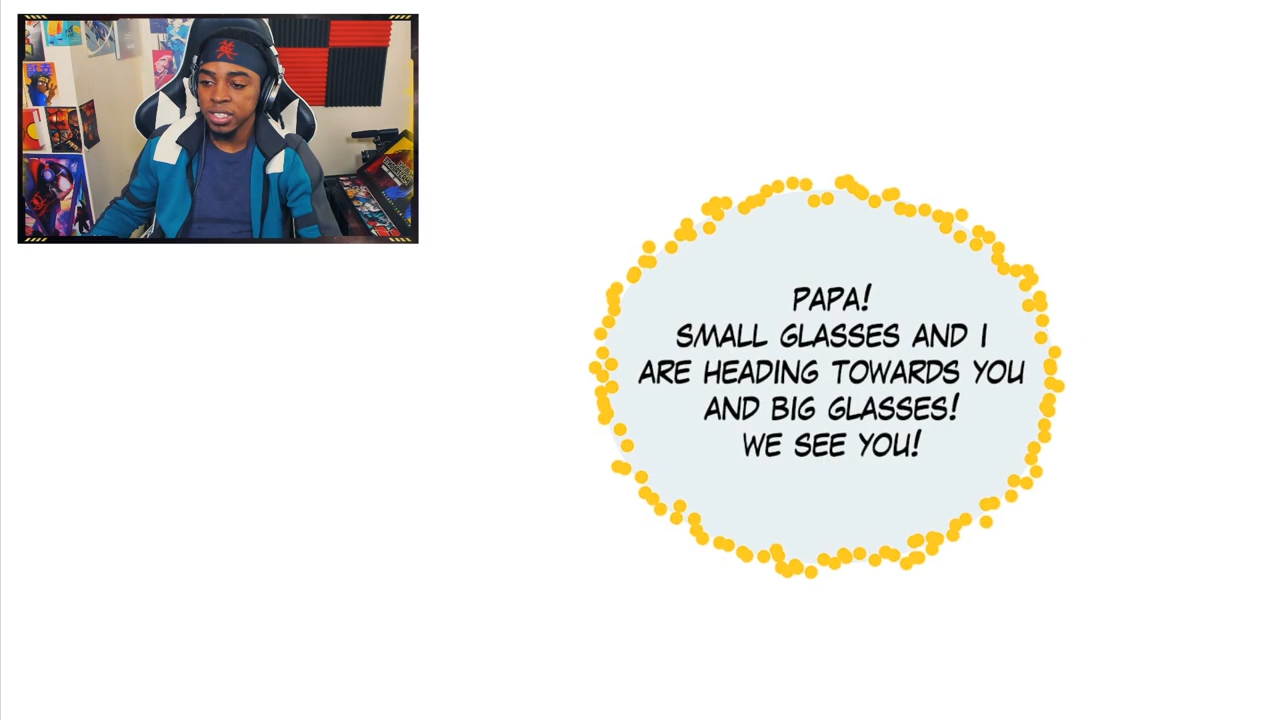 PAPA!
SMALL GLASSES AND I
ARE HEADING TOWARDS YOU
AND BIG GLASSES!
WE SEE YOU!